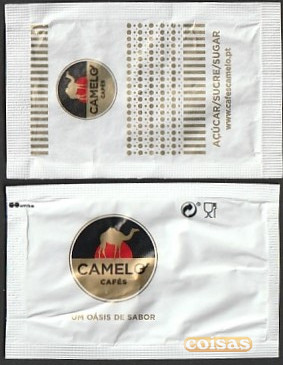 CAMELO
CAFÉS
AÇÚCAR/SUCRE/SUGAR
www.cafescamelo.pt
CAMELO
CAFÉS
UM OÁSIS DE SABOR
coisas